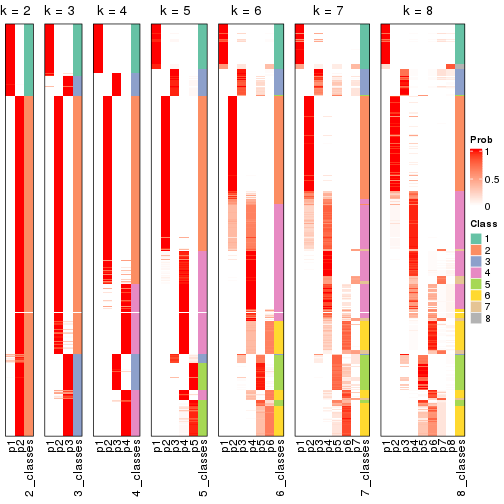 k = 2 k = 3 k = 4 k = 5 k = 6 k = 7 k = 8
Prob
1
0.5
0
Class
1
2
3
4
5
6
7
8
p1 p2 2_classes
p1 p2 p3 3_classes
p1 p2 p3 p4 4_classes
p1 p2 p3 p4 p5 5_classes
p1 p2 p3 p4 p5 p6 6_classes
p1 p2 p3 p4 p5 p6 p7 7_classes
p1 p2 p3 p4 p5 p6 p7 p8 8_classes